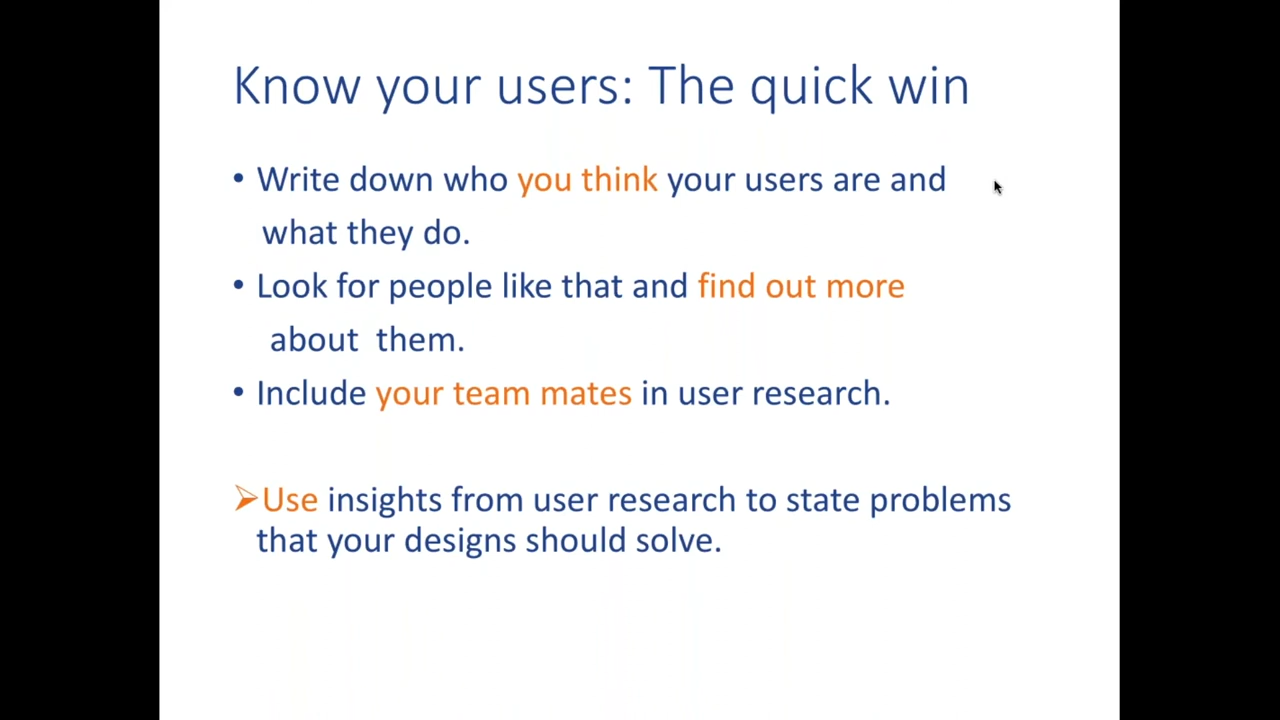 Know your users: The quick win
• Write down who you think your users are and
what they do.
• Look for people like that and find out more
about them.
• Include your team mates in user research.
➢Use insights from user research to state problems
that your designs should solve.